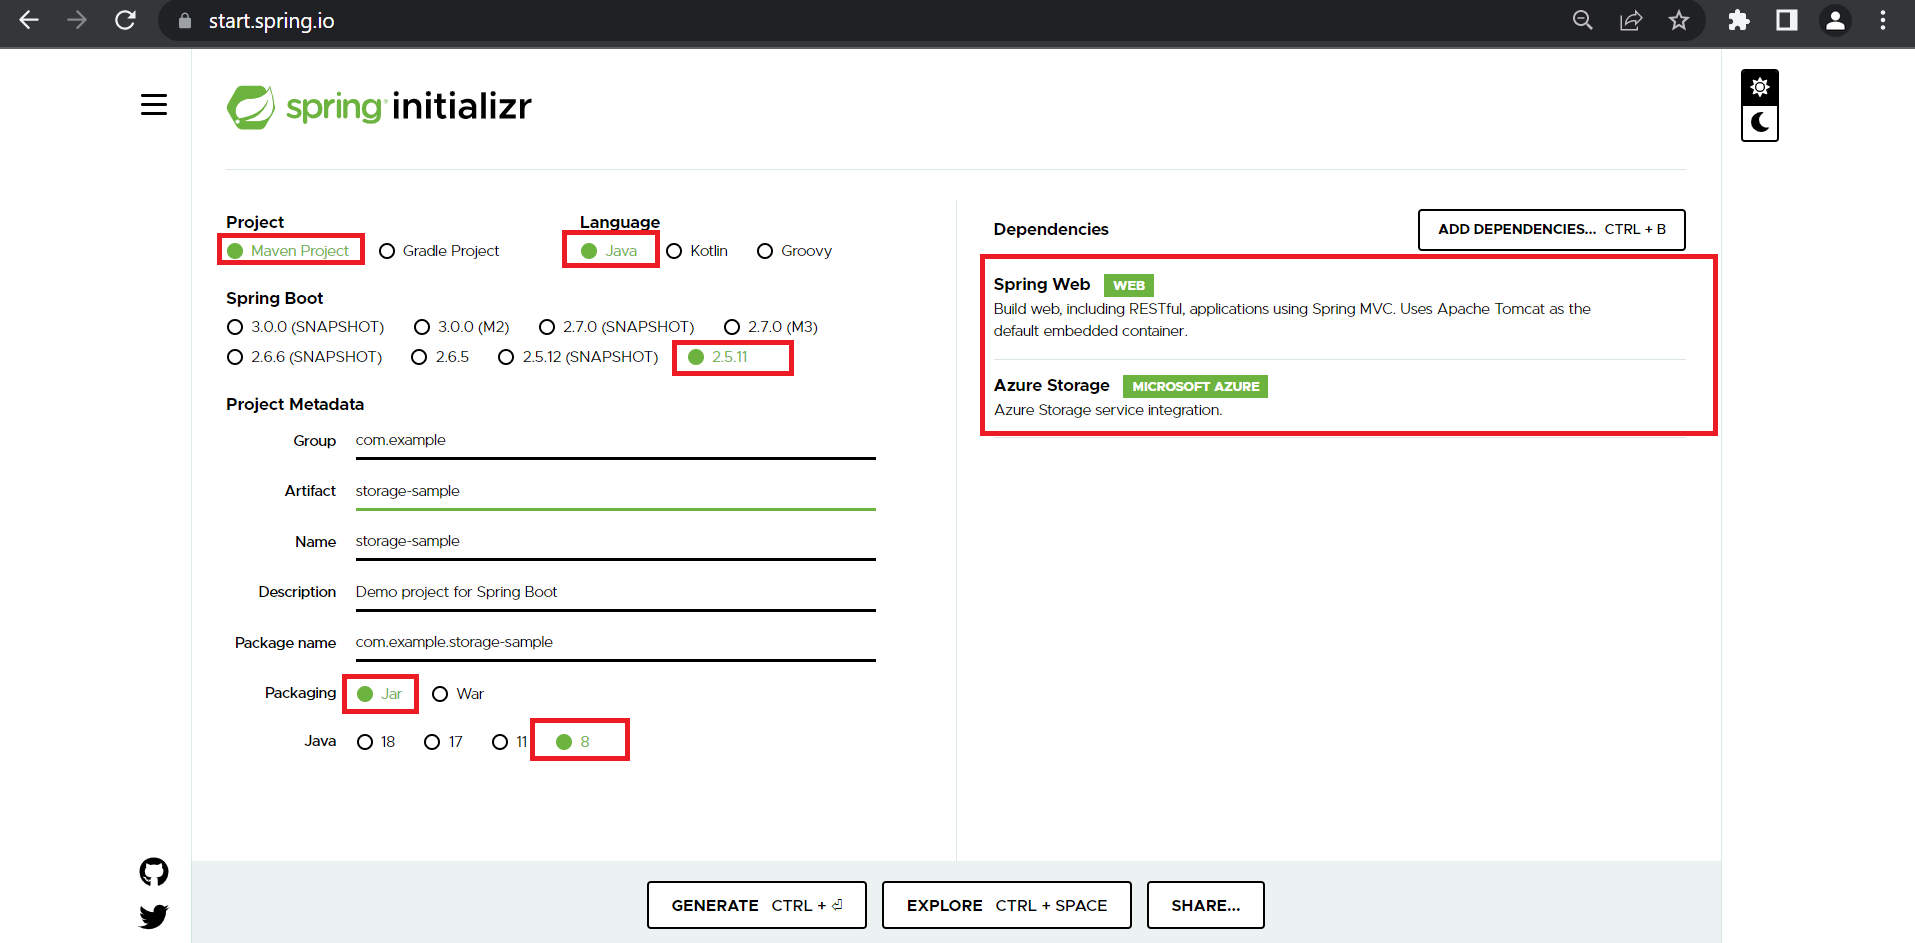 start.spring.io
spring initializr
Project
Maven Project Gradle Project
Language
Java Kotlin Groovy
Spring Boot
3.0.0 (SNAPSHOT) 3.0.0 (M2) 2.7.0 (SNAPSHOT) 2.7.0 (M3)
2.6.6 (SNAPSHOT) 2.6.5 2.5.12 (SNAPSHOT) 2.5.11
Project Metadata
Group com.example
Artifact storage-sample
Name storage-sample
Description Demo project for Spring Boot
Package name com.example.storage-sample
Packaging Jar War
Java 18 17 11 8
Dependencies
ADD DEPENDENCIES... CTRL + B
Spring Web WEB
Build web, including RESTful, applications using Spring MVC. Uses Apache Tomcat as the
default embedded container.
Azure Storage MICROSOFT AZURE
Azure Storage service integration.
GENERATE CTRL + ⏎
EXPLORE CTRL + SPACE
SHARE...